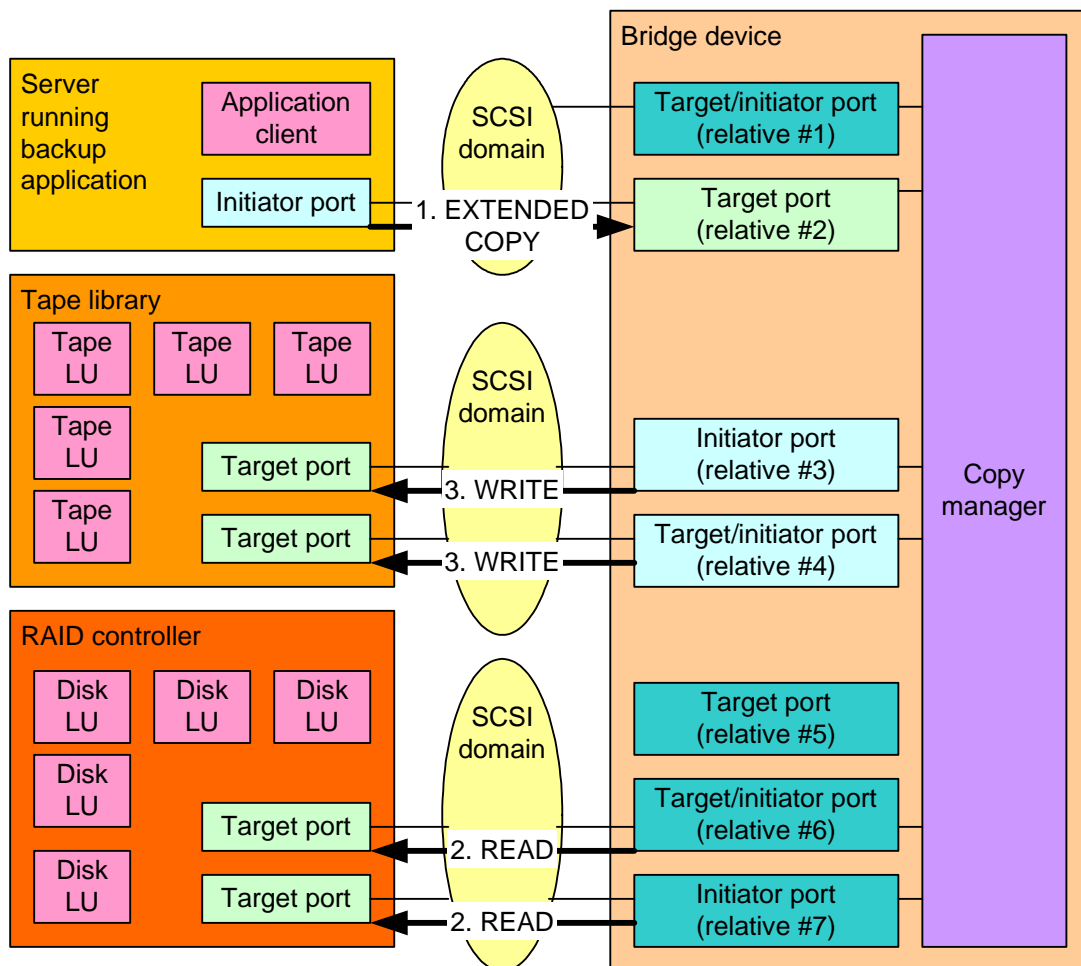 Bridge device
Server
running
backup
application
Application
client
Initiator port
SCSI
domain
1. EXTENDED
COPY
Target/initiator port
(relative #1)
Target port
(relative #2)
Tape library
Tape
LU
Tape
LU
Tape
LU
Tape
LU
Tape
LU
Target port
Target port
SCSI
domain
3. WRITE
3. WRITE
Initiator port
(relative #3)
Target/initiator port
(relative #4)
Copy
manager
RAID controller
Disk
LU
Disk
LU
Disk
LU
Disk
LU
Disk
LU
Target port
Target port
SCSI
domain
2. READ
2. READ
Target port
(relative #5)
Target/initiator port
(relative #6)
Initiator port
(relative #7)